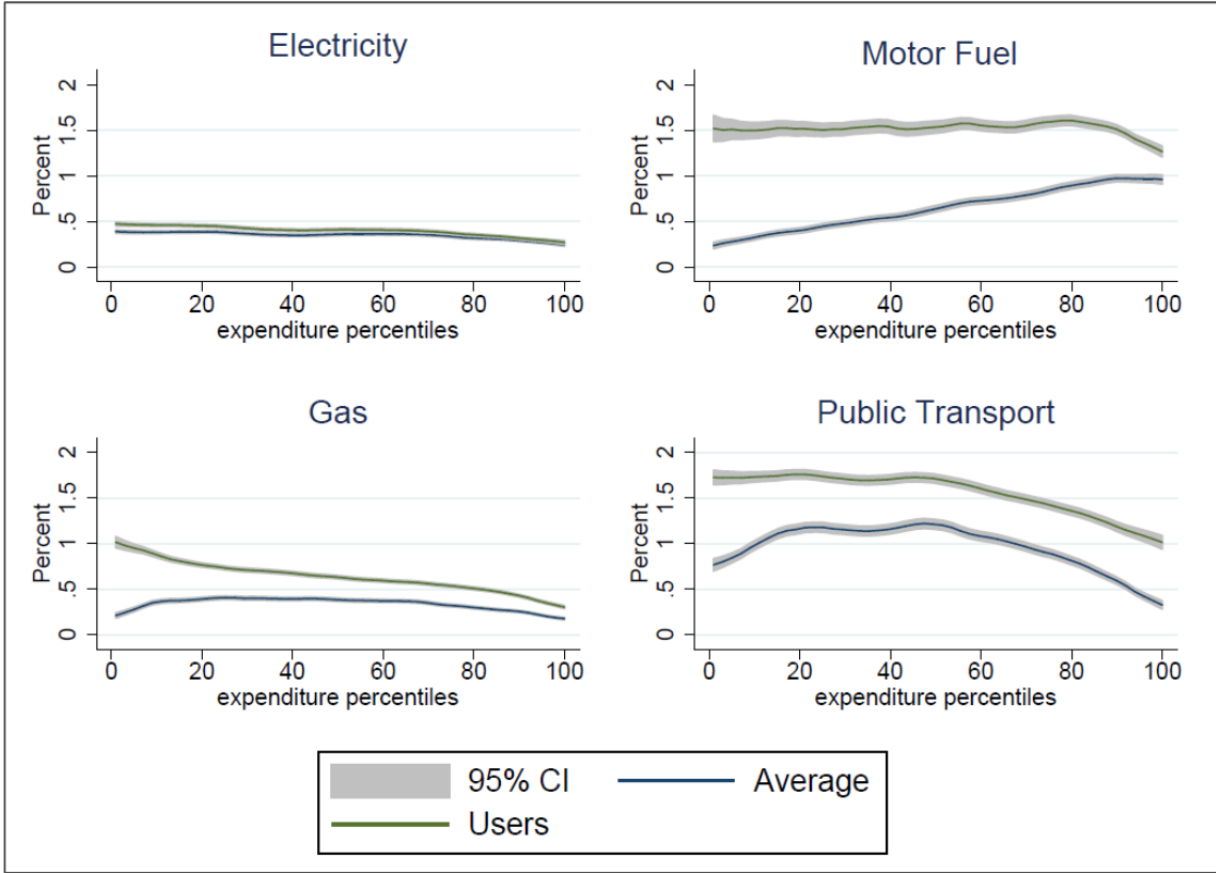 Electricity
Percent
2
1.5
1
.5
0
0 20 40 60 80 100
expenditure percentiles
Motor Fuel
Percent
2
1.5
1
.5
0
0 20 40 60 80 100
expenditure percentiles
Gas
Percent
2
1.5
1
.5
0
0 20 40 60 80 100
expenditure percentiles
Public Transport
Percent
2
1.5
1
.5
0
0 20 40 60 80 100
expenditure percentiles
95% CI Average
Users